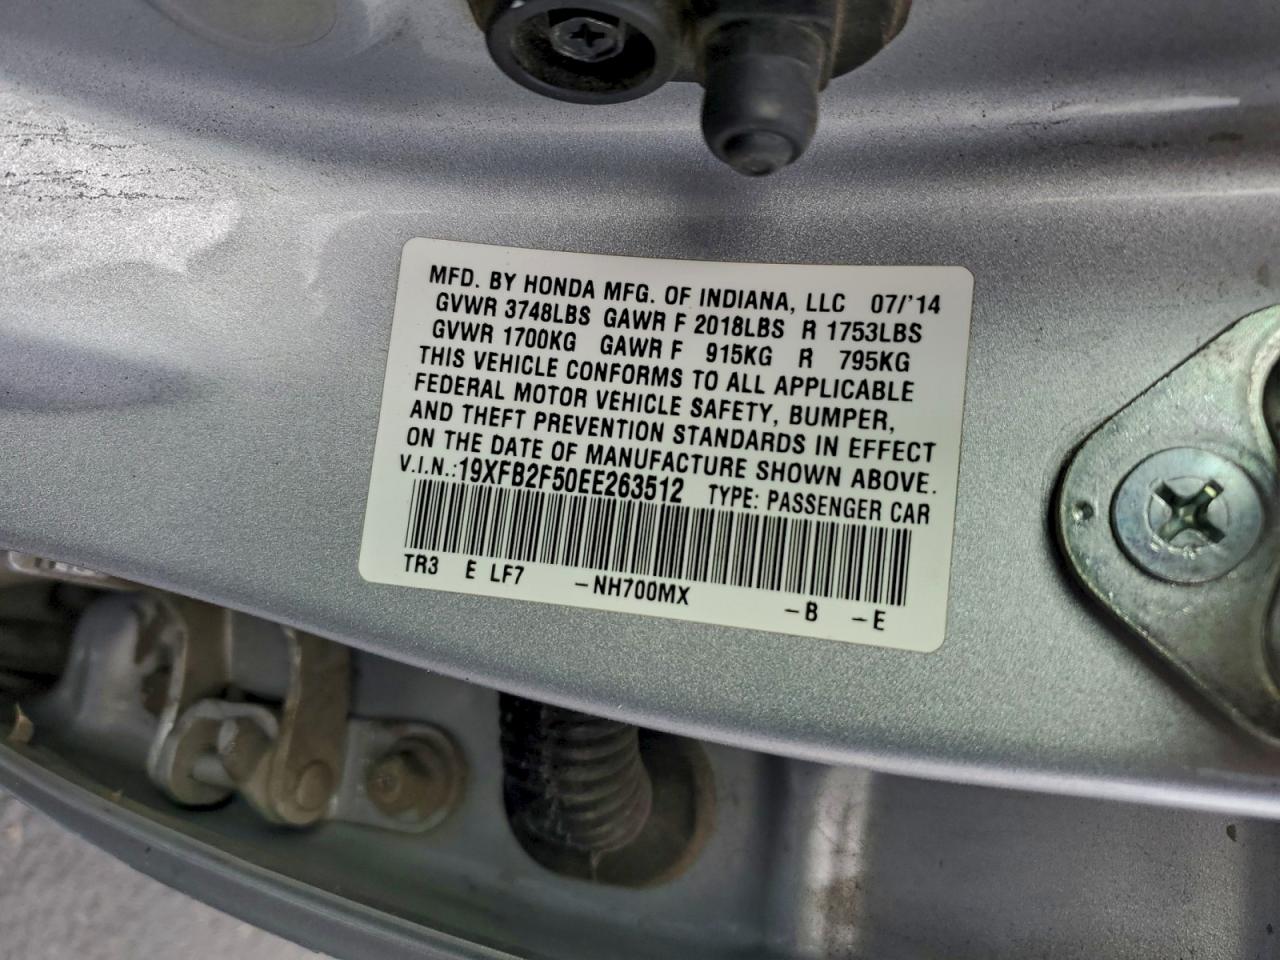 MFD. BY HONDA MFG. OF INDIANA, LLC 07/'14
GVWR 3748LBS GAWR F 2018LBS R 1753LBS
GVWR 1700KG GAWR F 915KG R 795KG
THIS VEHICLE CONFORMS TO ALL APPLICABLE
FEDERAL MOTOR VEHICLE SAFETY, BUMPER,
AND THEFT PREVENTION STANDARDS IN EFFECT
ON THE DATE OF MANUFACTURE SHOWN ABOVE.
V.I.N.:19XFB2F50EE263512 TYPE: PASSENGER CAR
TR3 E LF7 -NH700MX -B -E